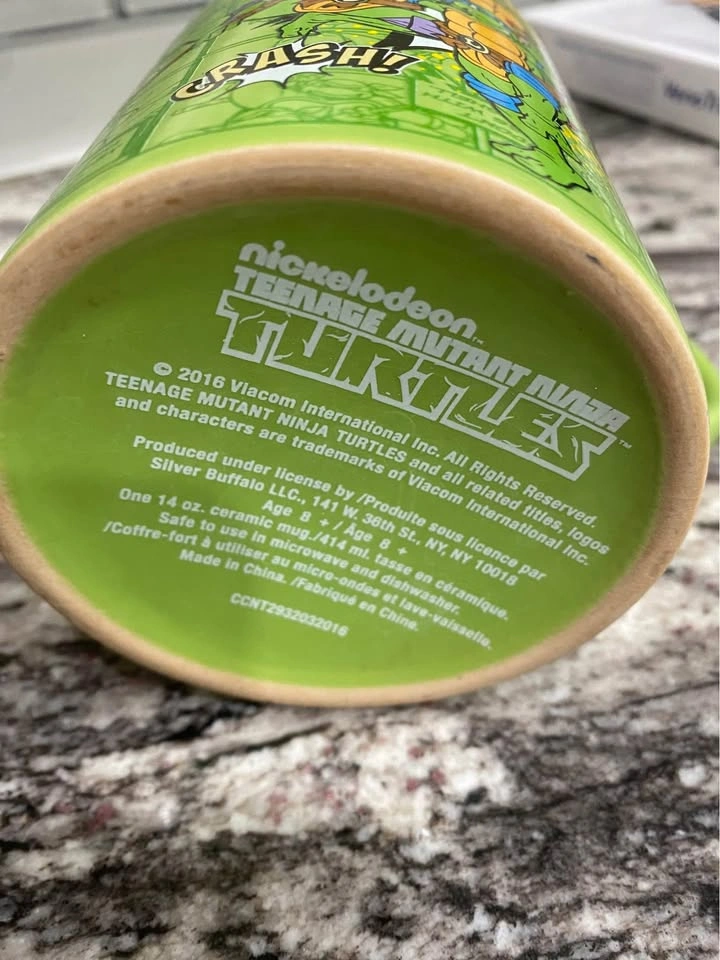 CRASH!
nickelodeon™
TEENAGE MUTANT NINJA
TURTLES™
© 2016 Viacom International Inc. All Rights Reserved.
TEENAGE MUTANT NINJA TURTLES and all related titles, logos
and characters are trademarks of Viacom International Inc.
Produced under license by /Produite sous licence par
Silver Buffalo LLC., 141 W. 36th St., NY, NY 10018
Age 8 + / Âge 8 +
One 14 oz. ceramic mug./414 ml. tasse en céramique.
Safe to use in microwave and dishwasher.
/Coffre-fort à utiliser au micro-ondes et lave-vaisselle.
Made in China. /Fabriqué en Chine.
CCNT2932032016